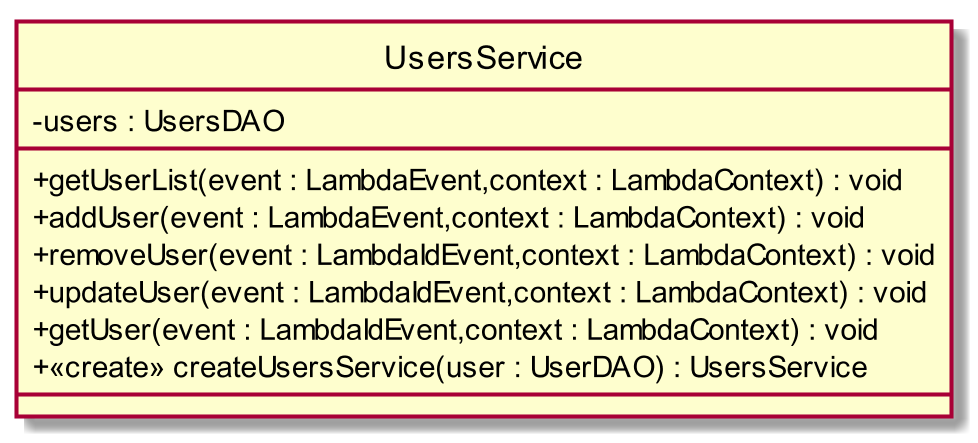 UsersService
-users : UsersDAO
+getUserList(event : LambdaEvent,context : LambdaContext) : void
+addUser(event : LambdaEvent,context : LambdaContext) : void
+removeUser(event : LambdaIdEvent,context : LambdaContext) : void
+updateUser(event : LambdaIdEvent,context : LambdaContext) : void
+getUser(event : LambdaIdEvent,context : LambdaContext) : void
+«create» createUsersService(user : UserDAO) : UsersService